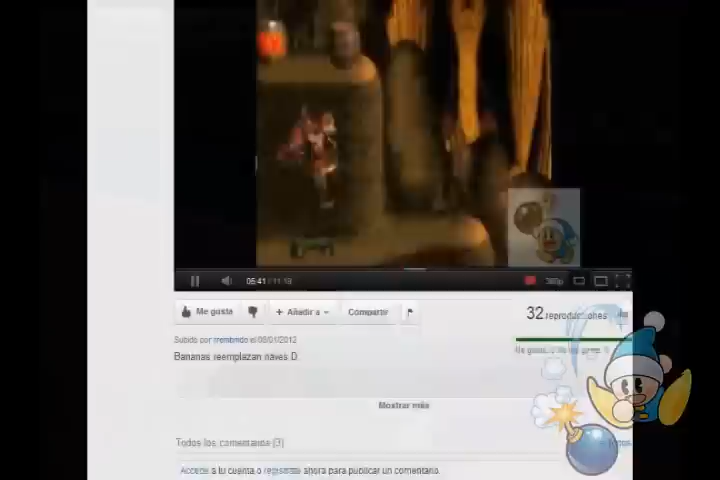 05:41 / 11:19
360p
Me gusta
+ Añadir a
Compartir
32 reproducciones
Subido por el 08/01/2012
Bananas reemplazan naves D
Mostrar más
Todos los comentarios (3)
Accede a tu cuenta o regístrate ahora para publicar un comentario.